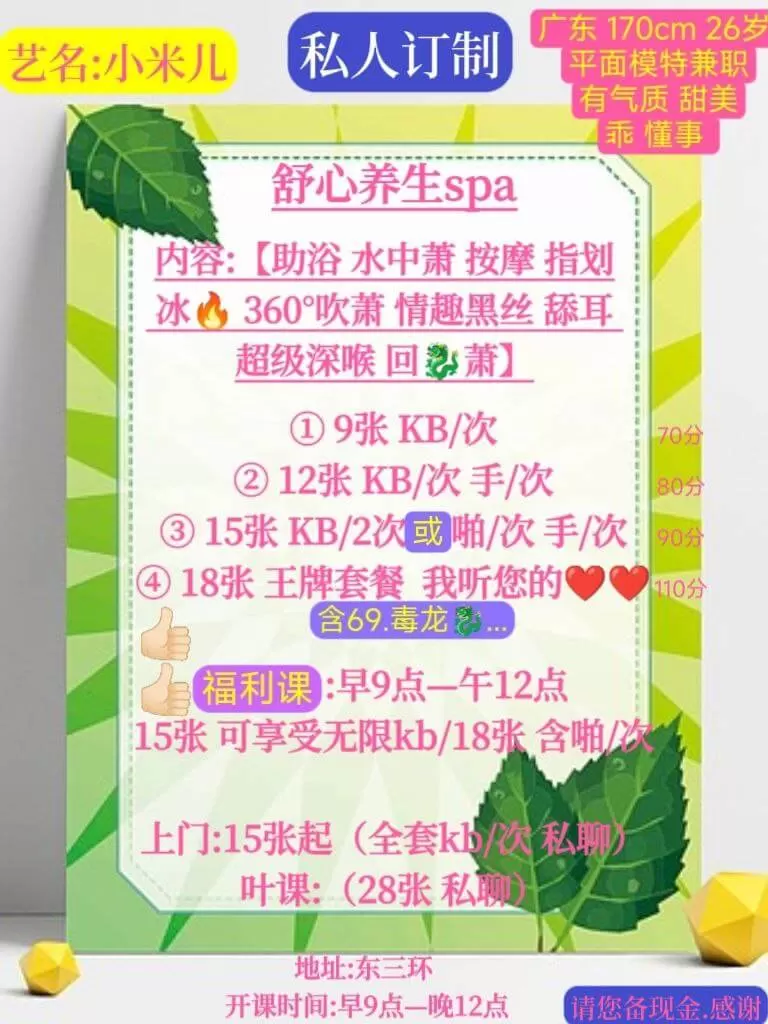 艺名:小米儿
私人订制
广东 170cm 26岁
平面模特兼职
有气质 甜美
乖 懂事
舒心养生spa
内容:【助浴 水中萧 按摩 指划
冰🔥 360°吹萧 情趣黑丝 舔耳
超级深喉 回🐉萧】
① 9张 KB/次 70分
② 12张 KB/次 手/次 80分
③ 15张 KB/2次或啪/次 手/次 90分
④ 18张 王牌套餐 我听您的❤️❤️ 110分
👍🏻 含69.毒龙🐉...
👍🏻 福利课:早9点—午12点
15张 可享受无限kb/18张 含啪/次
上门:15张起（全套kb/次 私聊）
叶课:（28张 私聊）
地址:东三环
开课时间:早9点—晚12点
请您备现金.感谢